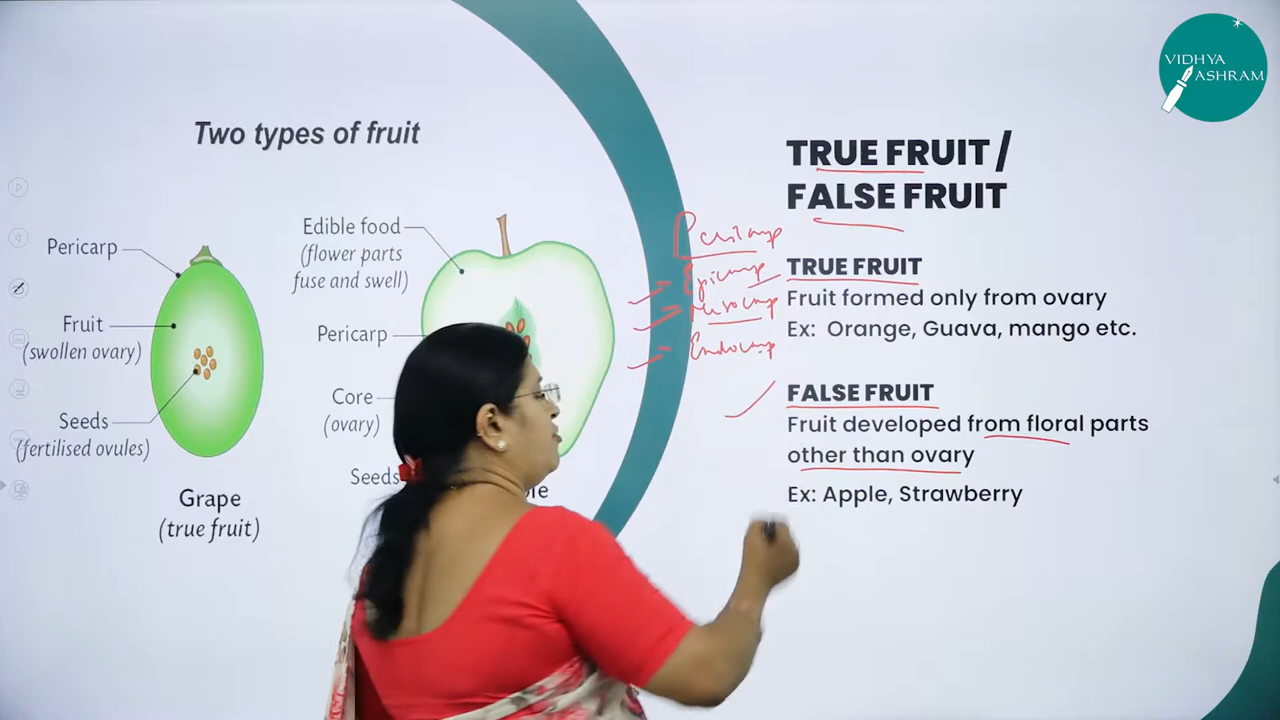 VIDHYA
ASHRAM
Two types of fruit
Pericarp
Fruit
(swollen ovary)
Seeds
(fertilised ovules)
Grape
(true fruit)
Edible food
(flower parts
fuse and swell)
Pericarp
Core
(ovary)
Seeds
Pericarp
Epicarp
Mesocarp
Endocarp
TRUE FRUIT /
FALSE FRUIT
TRUE FRUIT
Fruit formed only from ovary
Ex: Orange, Guava, mango etc.
FALSE FRUIT
Fruit developed from floral parts
other than ovary
Ex: Apple, Strawberry